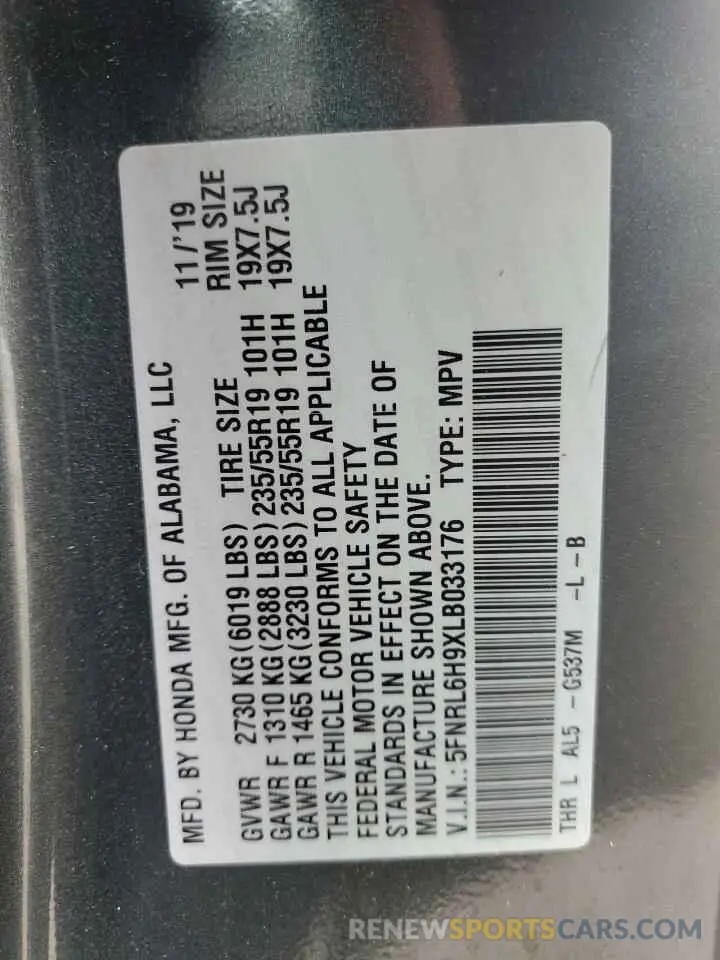 MFD. BY HONDA MFG. OF ALABAMA, LLC 11/'19
GVWR 2730 KG(6019 LBS) TIRE SIZE RIM SIZE
GAWR F 1310 KG(2888 LBS)235/55R19 101H 19X7.5J
GAWR R 1465 KG(3230 LBS)235/55R19 101H 19X7.5J
THIS VEHICLE CONFORMS TO ALL APPLICABLE
FEDERAL MOTOR VEHICLE SAFETY
STANDARDS IN EFFECT ON THE DATE OF
MANUFACTURE SHOWN ABOVE.
V.I.N.: 5FNRL6H9XLB033176 TYPE: MPV
THR L AL5 -G537M -L-B
RENEWSPORTSCARS.COM